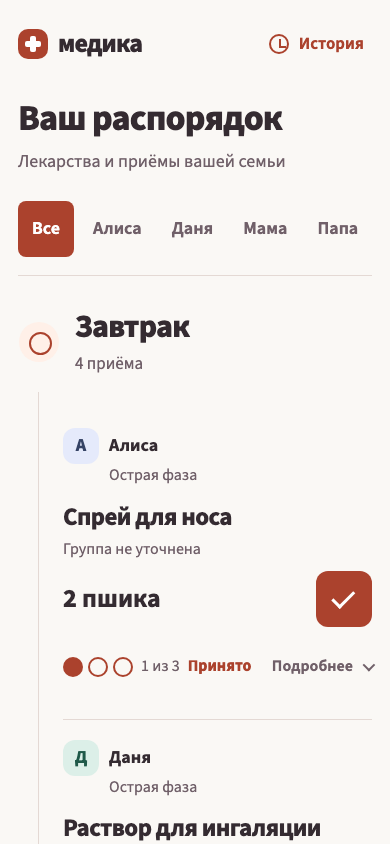 медика
История
Ваш распорядок
Лекарства и приёмы вашей семьи
Все Алиса Даня Мама Папа
Завтрак
4 приёма
А Алиса
Острая фаза
Спрей для носа
Группа не уточнена
2 пшика
1 из 3 Принято Подробнее
Д Даня
Острая фаза
Раствор для ингаляции